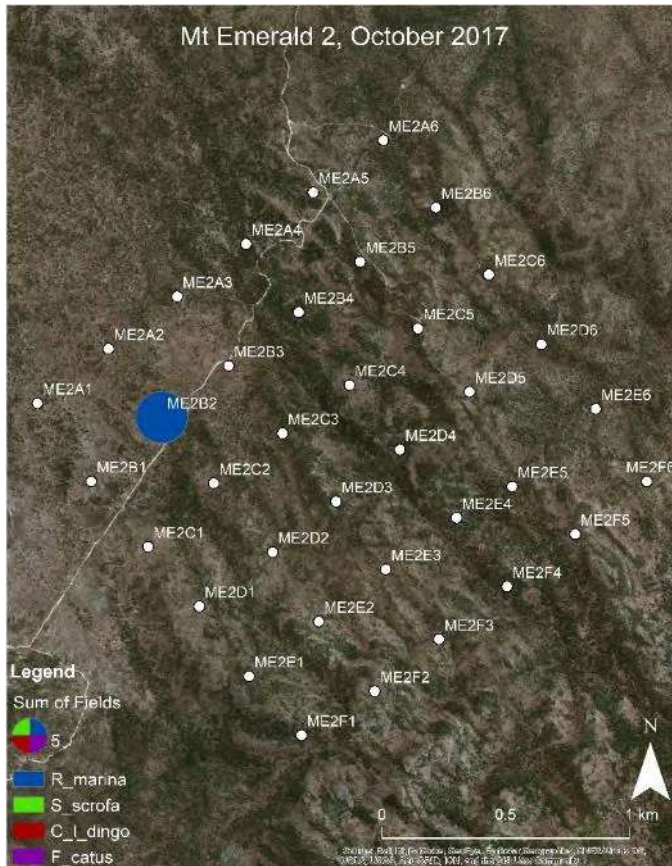 Mt Emerald 2, October 2017
ME2A6
ME2A5
ME2B6
ME2A4
ME2B5
ME2C6
ME2A3
ME2B4
ME2C5
ME2A2
ME2D6
ME2B3
ME2C4
ME2A1
ME2B2
ME2D5
ME2E6
ME2C3
ME2D4
ME2B1
ME2C2
ME2E5
ME2F6
ME2D3
ME2E4
ME2F5
ME2C1
ME2D2
ME2E3
ME2F4
ME2D1
ME2E2
ME2F3
ME2E1
ME2F2
ME2F1
Legend
Sum of Fields
5
R_marina
S_scrofa
C_l_dingo
F_catus
N
0 0.5 1 km